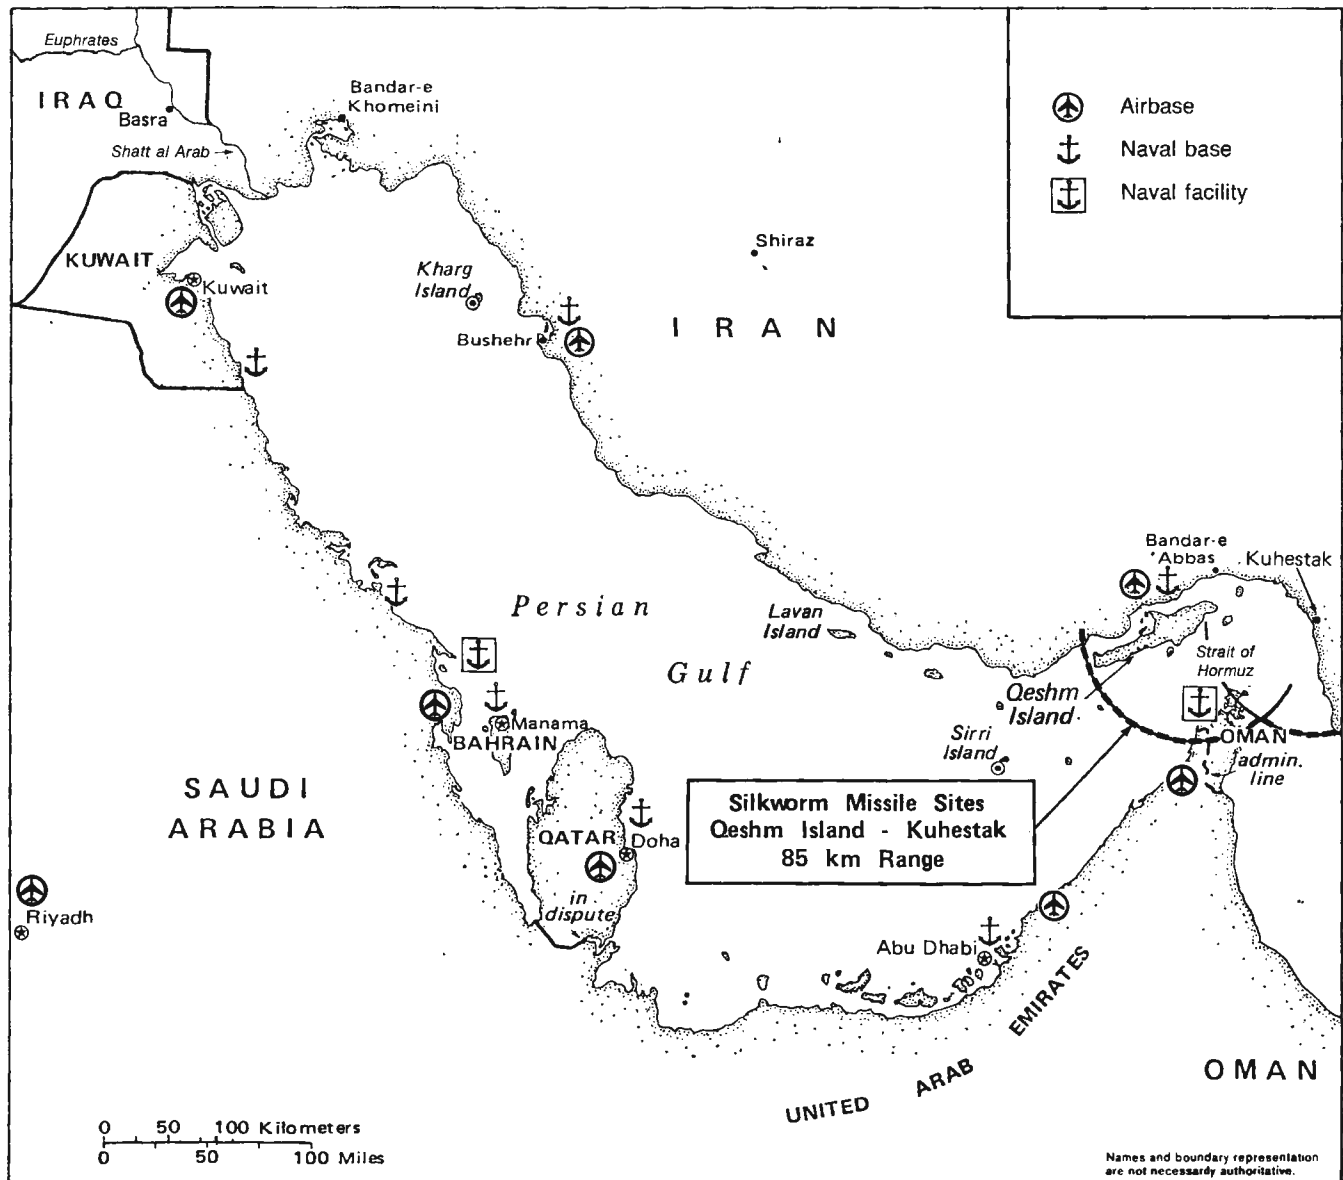 Euphrates
IRAQ
Basra
Shatt al Arab
Bandar-e
Khomeini
Airbase
Naval base
Naval facility
KUWAIT
Kuwait
Kharg
Island
Bushehr
Shiraz
IRAN
Persian
Gulf
Lavan
Island
Bandar-e
Abbas
Kuhestak
Strait of
Hormuz
Qeshm
Island
Sirri
Island
OMAN
admin.
line
Manama
BAHRAIN
SAUDI
ARABIA
Riyadh
QATAR
Doha
in
dispute
Silkworm Missile Sites
Qeshm Island - Kuhestak
85 km Range
Abu Dhabi
UNITED ARAB EMIRATES
OMAN
0 50 100 Kilometers
0 50 100 Miles
Names and boundary representation
are not necessarily authoritative.